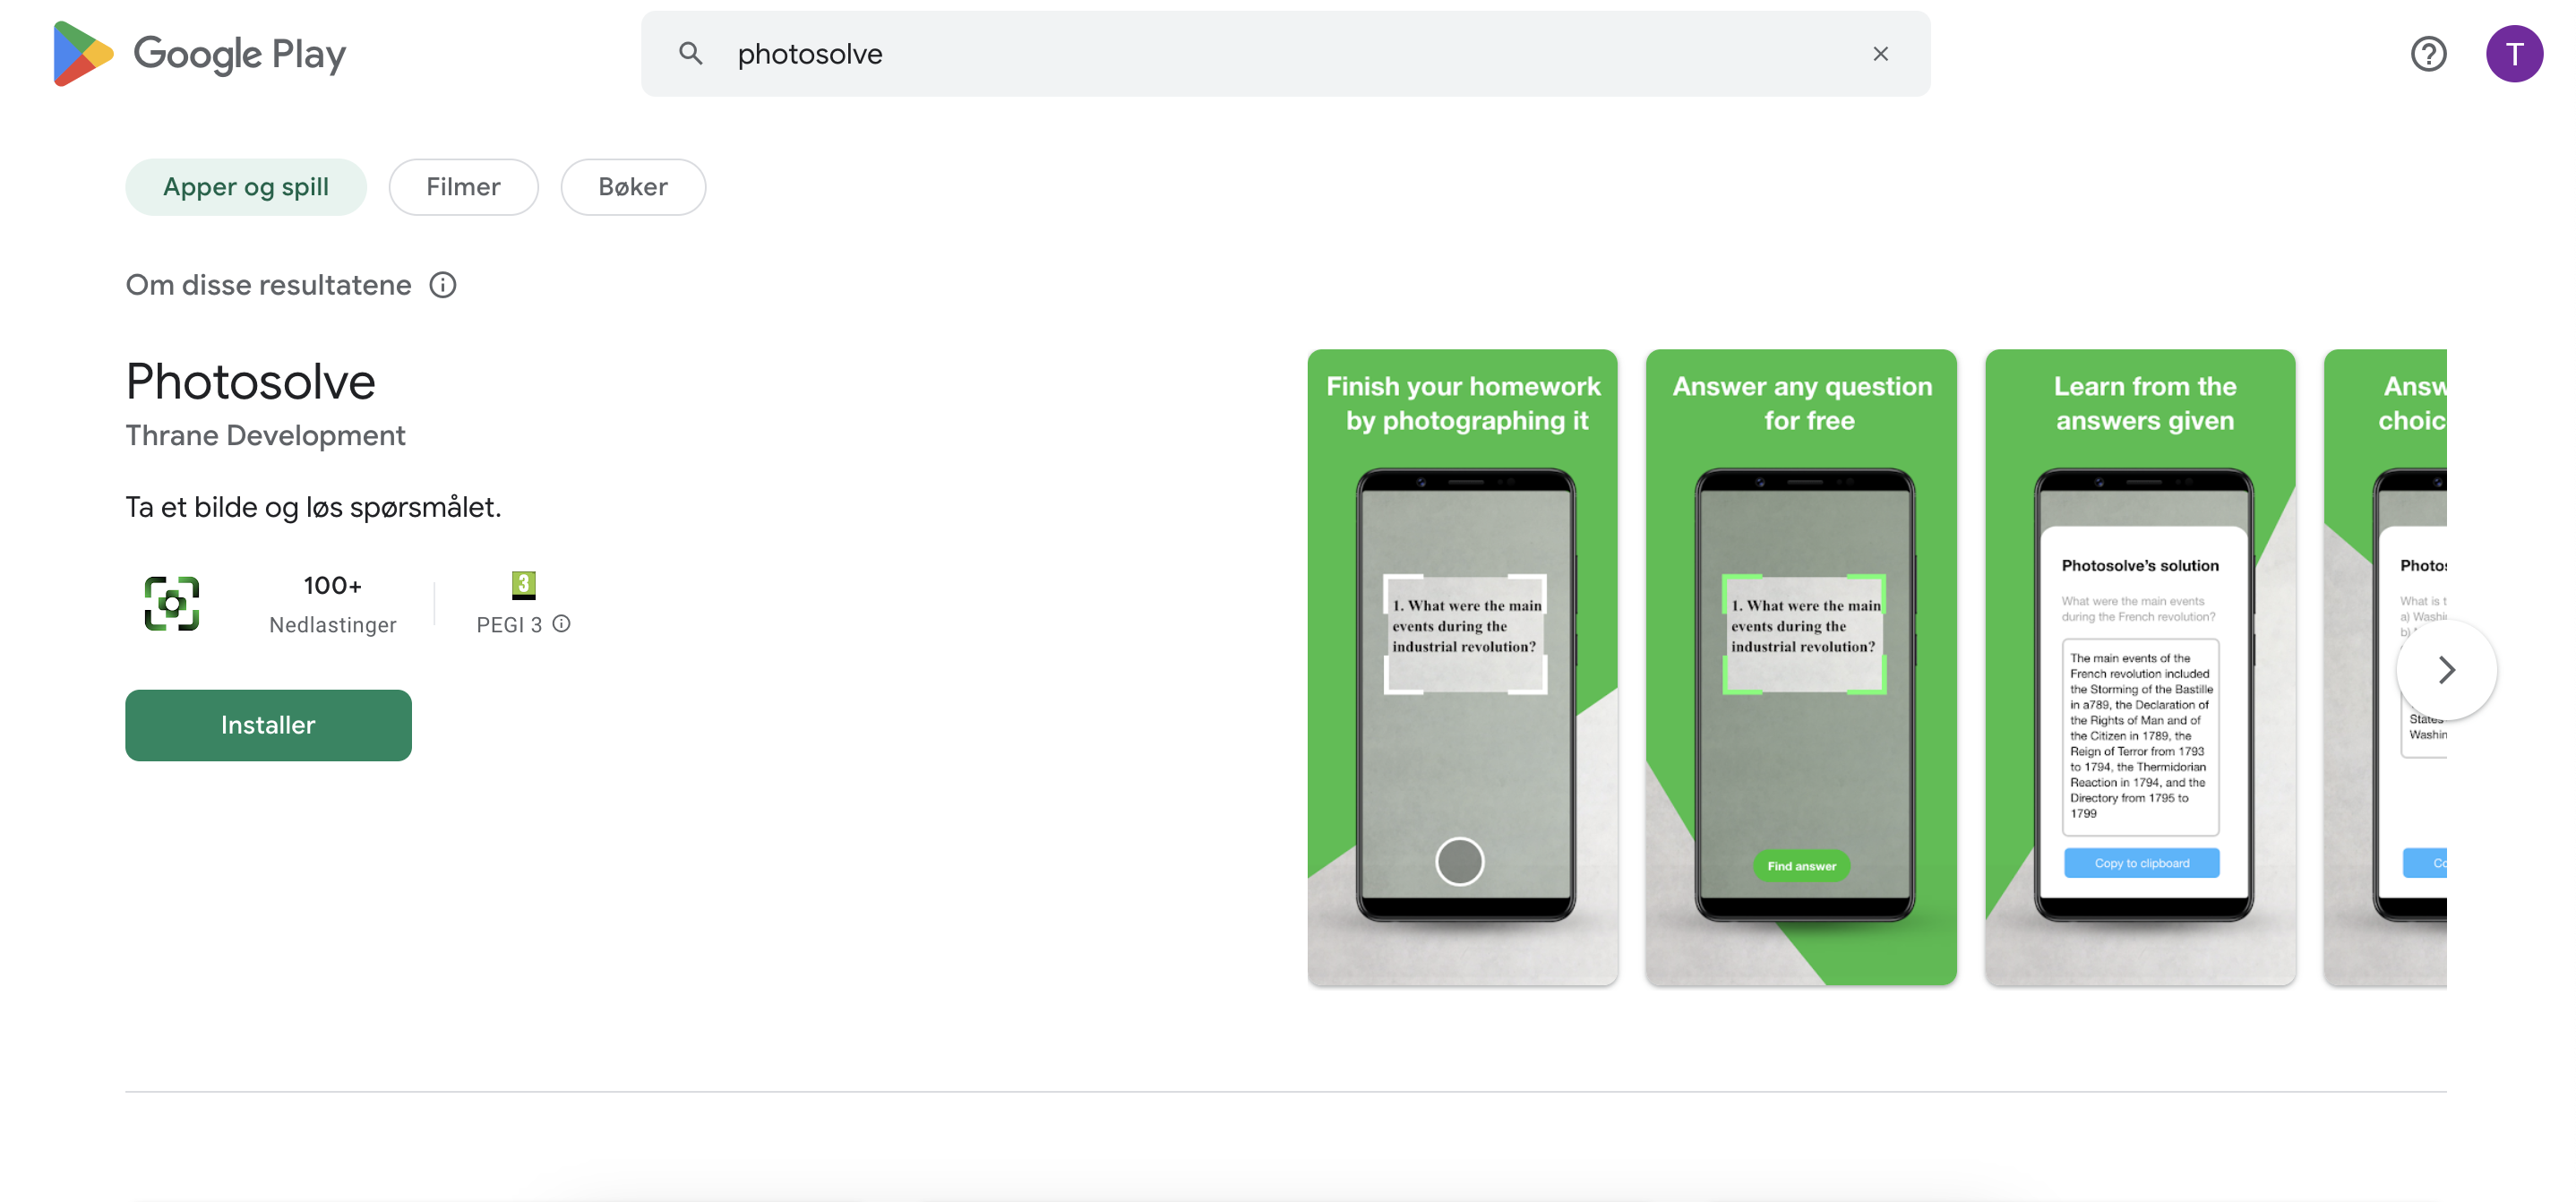 Google Play
photosolve
T
Apper og spill
Filmer
Bøker
Om disse resultatene
Photosolve
Thrane Development
Ta et bilde og løs spørsmålet.
100+
Nedlastinger
3
PEGI 3
Installer
Finish your homework
by photographing it
1. What were the main
events during the
industrial revolution?
Answer any question
for free
1. What were the main
events during the
industrial revolution?
Find answer
Learn from the
answers given
Photosolve's solution
What were the main events
during the French revolution?
The main events of the
French revolution included
the Storming of the Bastille
in a789, the Declaration of
the Rights of Man and of
the Citizen in 1789, the
Reign of Terror from 1793
to 1794, the Thermidorian
Reaction in 1794, and the
Directory from 1795 to
1799
Copy to clipboard
Answ
choic
Photos
What is t
a) Washi
b)
States
Washin
Co